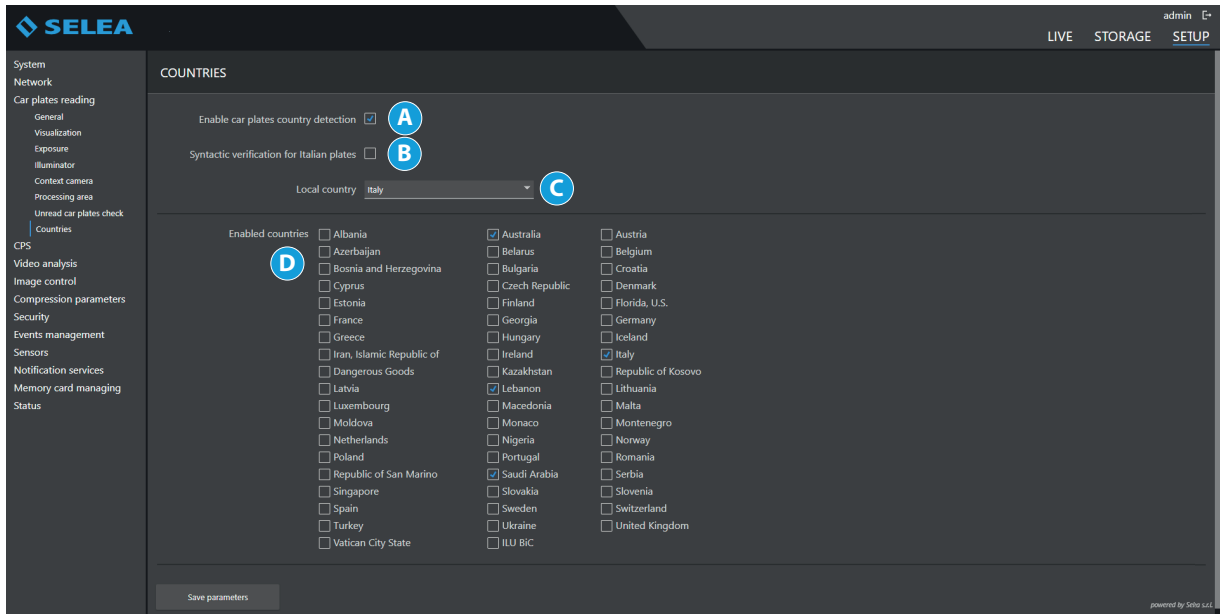 SELEA
admin
LIVE STORAGE SETUP
System
Network
Car plates reading
General
Visualization
Exposure
Illuminator
Context camera
Processing area
Unread car plates check
Countries
CPS
Video analysis
Image control
Compression parameters
Security
Events management
Sensors
Notification services
Memory card managing
Status
COUNTRIES
Enable car plates country detection A
Syntactic verification for Italian plates B
Local country Italy C
Enabled countries D
Albania Australia Austria
Azerbaijan Belarus Belgium
Bosnia and Herzegovina Bulgaria Croatia
Cyprus Czech Republic Denmark
Estonia Finland Florida, U.S.
France Georgia Germany
Greece Hungary Iceland
Iran, Islamic Republic of Ireland Italy
Dangerous Goods Kazakhstan Republic of Kosovo
Latvia Lebanon Lithuania
Luxembourg Macedonia Malta
Moldova Monaco Montenegro
Netherlands Nigeria Norway
Poland Portugal Romania
Republic of San Marino Saudi Arabia Serbia
Singapore Slovakia Slovenia
Spain Sweden Switzerland
Turkey Ukraine United Kingdom
Vatican City State ILU BiC
Save parameters
powered by Selea s.r.l.